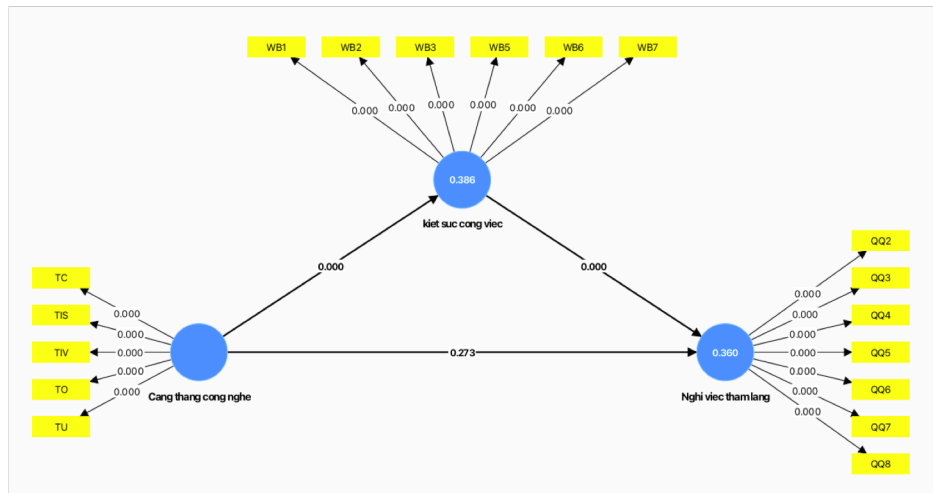 WB1 WB2 WB3 WB5 WB6 WB7
0.000 0.000 0.000 0.000 0.000 0.000
0.386
kiet suc cong viec
0.000 0.000
TC
TIS
TIV
TO
TU
0.000
0.000
0.000
0.000
0.000
Cang thang cong nghe
0.273
0.360
Nghi viec tham lang
0.000
0.000
0.000
0.000
0.000
0.000
0.000
QQ2
QQ3
QQ4
QQ5
QQ6
QQ7
QQ8